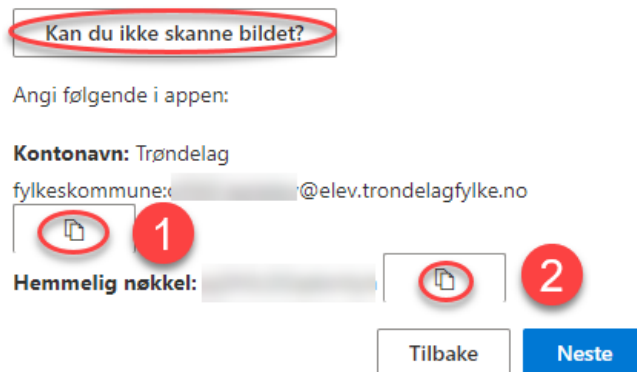 Kan du ikke skanne bildet?
Angi følgende i appen:
Kontonavn: Trøndelag
fylkeskommune: @elev.trondelagfylke.no
1
Hemmelig nøkkel:
2
Tilbake Neste